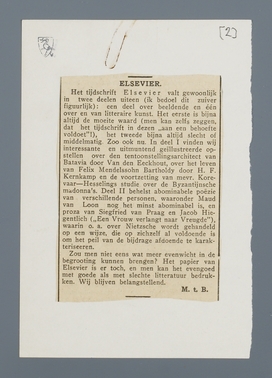 [2]
ELSEVIER.
Het tijdschrift Elsevier valt gewoonlijk
in twee deelen uiteen (ik bedoel dit zuiver
figuurlijk): een deel over beeldende en één
over en van litteraire kunst. Het eerste is bijna
altijd de moeite waard (men kan zelfs zeggen,
dat het tijdschrift in dezen „aan een behoefte
voldoet"!), het tweede bijna altijd slecht of
middelmatig. Zoo ook nu. In deel I vinden wij
interessante en uitmuntend geïllustreerde op-
stellen over den tentoonstellingsarchitect van
Batavia door Van den Eeckhout, over het leven
van Felix Mendelssohn Bartholdy door H. F.
Kernkamp en de voortzetting van mevr. Kore-
vaar—Hesselings studie over de Byzantijnsche
madonna's. Deel II behelst abominabele poëzie
van verschillende personen, waaronder Maud
van Loon nog het minst abominabel is, en
proza van Siegfried van Praag en Jacob Hie-
gentlich („Een Vrouw verlangt naar Vreugde"),
waarin o. a. over Nietzsche wordt gehandeld
op een wijze, die op zichzelf al voldoende is
om het peil van de bijdrage afdoende te karak-
teriseeren.
Zou men niet eens wat meer evenwicht in de
begrooting kunnen brengen? Het papier van
Elsevier is er toch, en men kan het evengoed
met goede als met slechte litteratuur bedruk-
ken. Wij blijven belangstellend.
M. t. B.